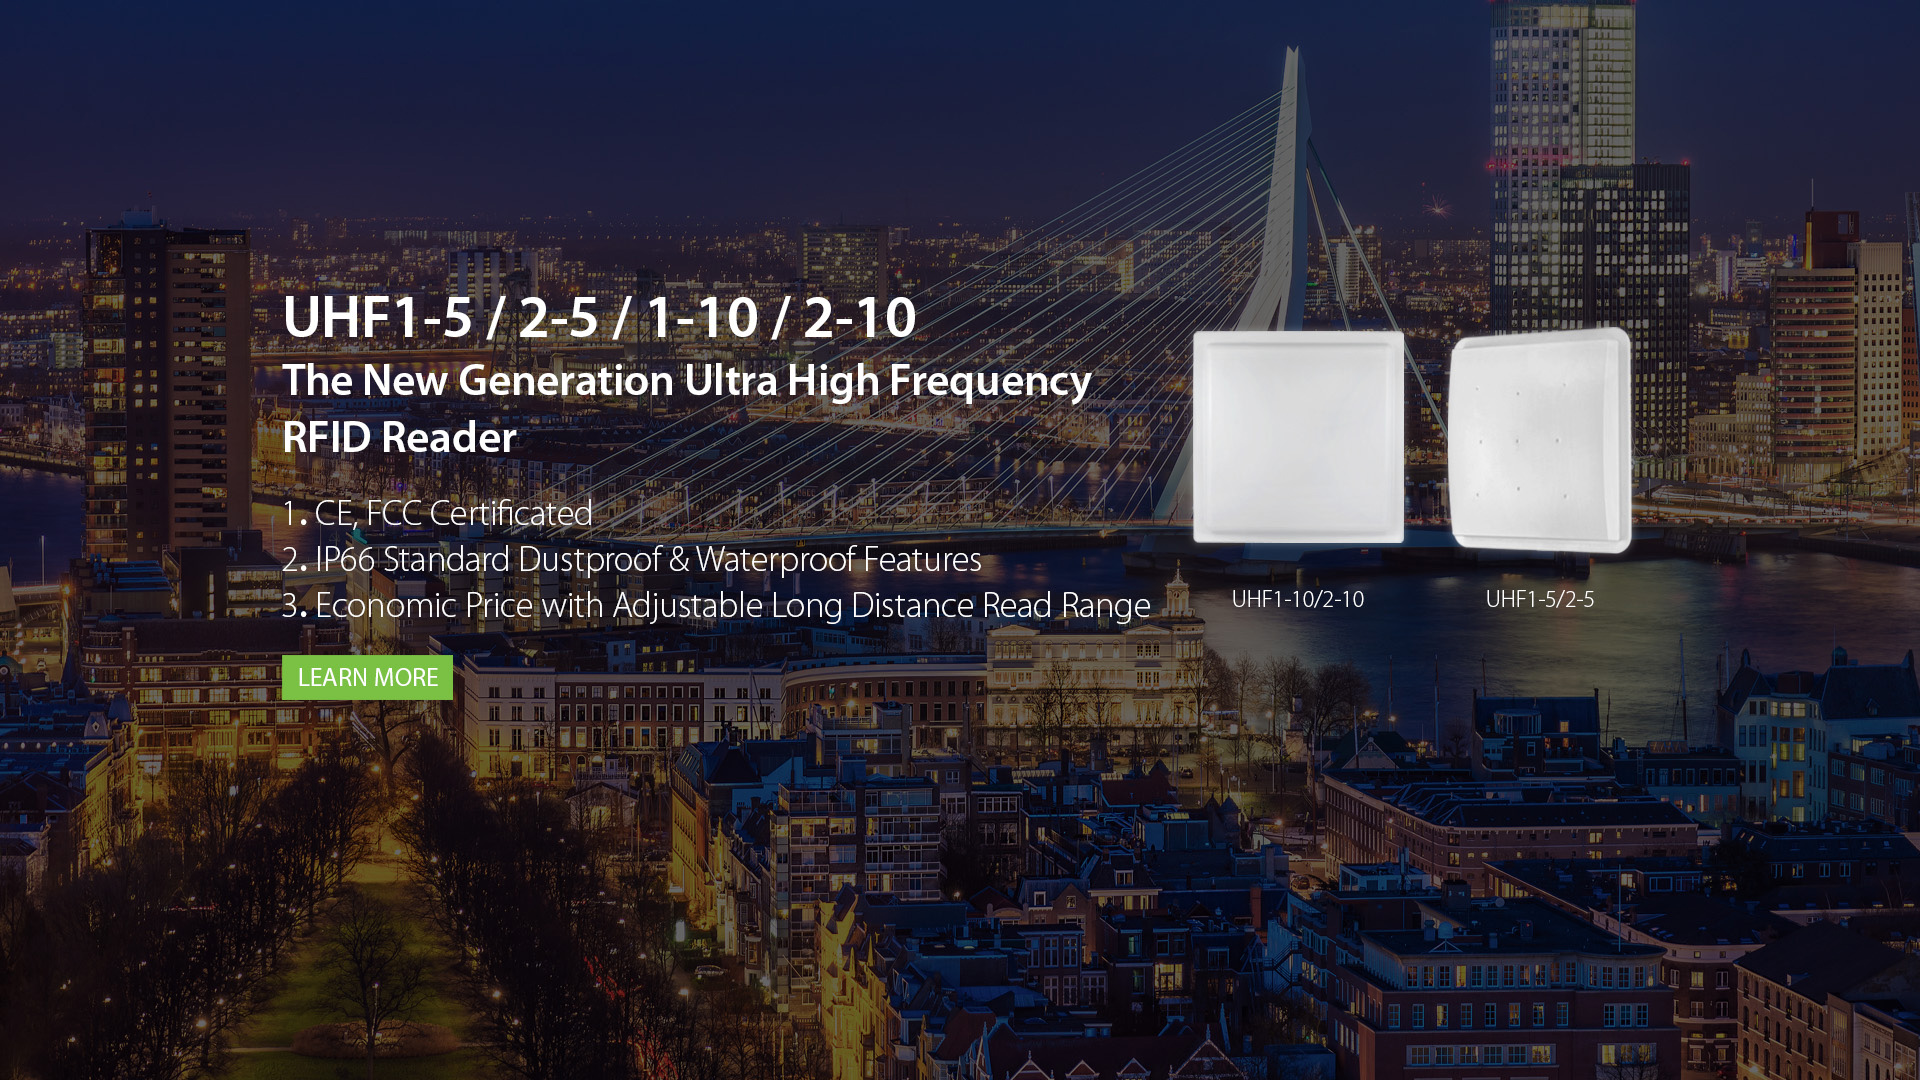 UHF1-5 / 2-5 / 1-10 / 2-10
The New Generation Ultra High Frequency
RFID Reader
1. CE, FCC Certificated
2. IP66 Standard Dustproof & Waterproof Features
3. Economic Price with Adjustable Long Distance Read Range
LEARN MORE
UHF1-10/2-10
UHF1-5/2-5